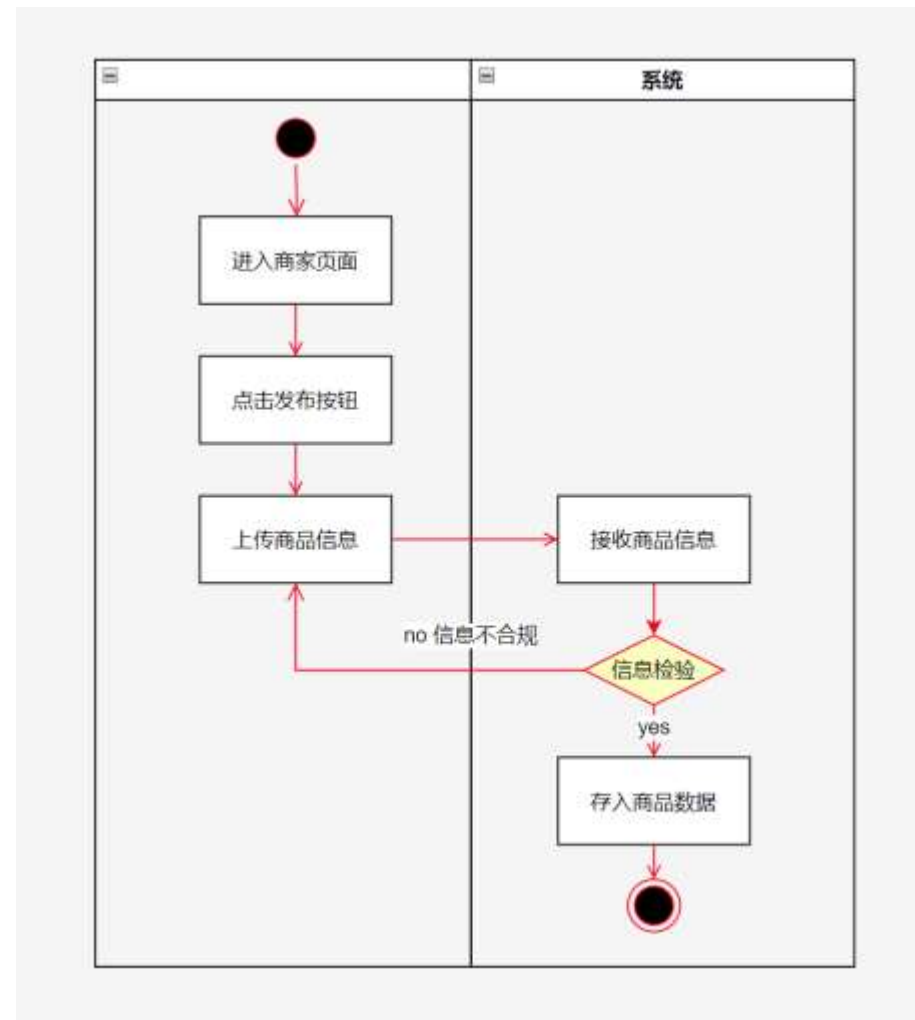 系统
进入商家页面
点击发布按钮
上传商品信息
接收商品信息
no 信息不合规
信息检验
yes
存入商品数据